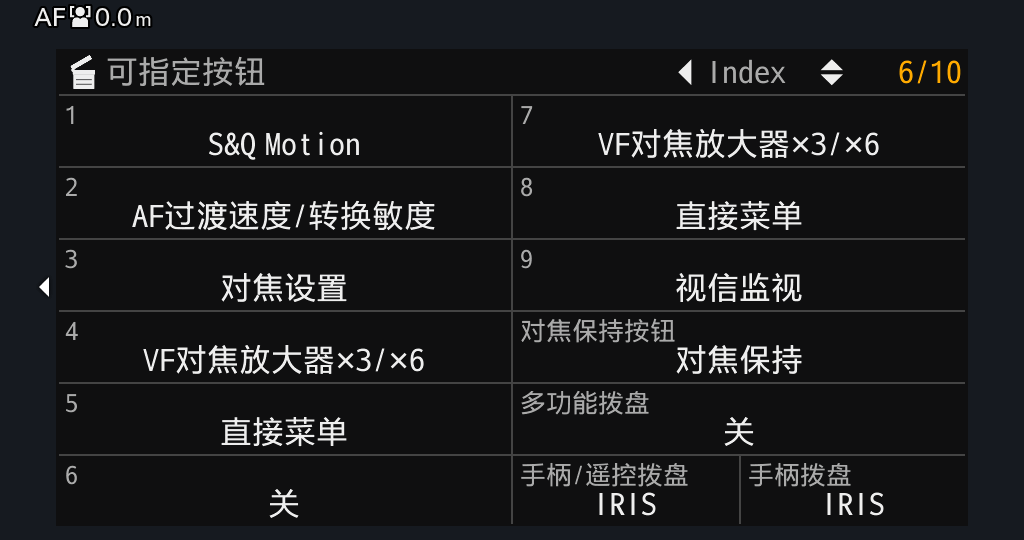 AF 0.0m
可指定按钮
Index
6/10
1
S&Q Motion
2
AF过渡速度/转换敏度
3
对焦设置
4
VF对焦放大器×3/×6
5
直接菜单
6
关
7
VF对焦放大器×3/×6
8
直接菜单
9
视信监视
对焦保持按钮
对焦保持
多功能拨盘
关
手柄/遥控拨盘
IRIS
手柄拨盘
IRIS